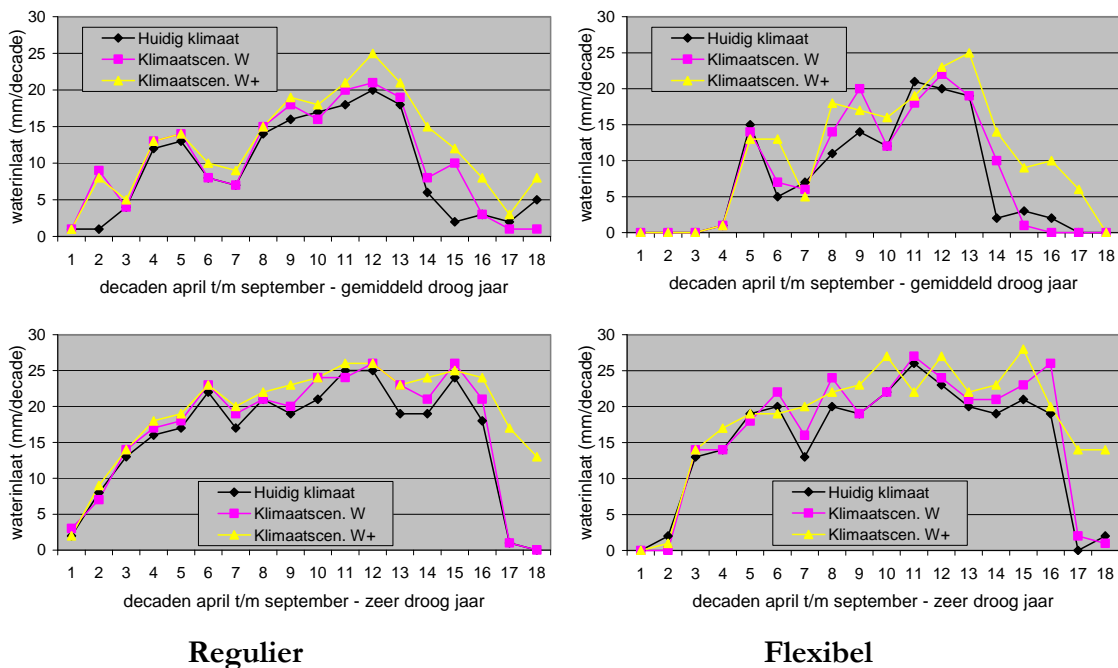 30
25
20
15
10
5
0
waterinlaat (mm/decade)
Huidig klimaat
Klimaatscen. W
Klimaatscen. W+
1 2 3 4 5 6 7 8 9 10 11 12 13 14 15 16 17 18
decaden april t/m september - gemiddeld droog jaar
30
25
20
15
10
5
0
waterinlaat (mm/decade)
Huidig klimaat
Klimaatscen. W
Klimaatscen. W+
1 2 3 4 5 6 7 8 9 10 11 12 13 14 15 16 17 18
decaden april t/m september - gemiddeld droog jaar
30
25
20
15
10
5
0
waterinlaat (mm/decade)
Huidig klimaat
Klimaatscen. W
Klimaatscen. W+
1 2 3 4 5 6 7 8 9 10 11 12 13 14 15 16 17 18
decaden april t/m september - zeer droog jaar
30
25
20
15
10
5
0
waterinlaat (mm/decade)
Huidig klimaat
Klimaatscen. W
Klimaatscen. W+
1 2 3 4 5 6 7 8 9 10 11 12 13 14 15 16 17 18
decaden april t/m september - zeer droog jaar
Regulier
Flexibel